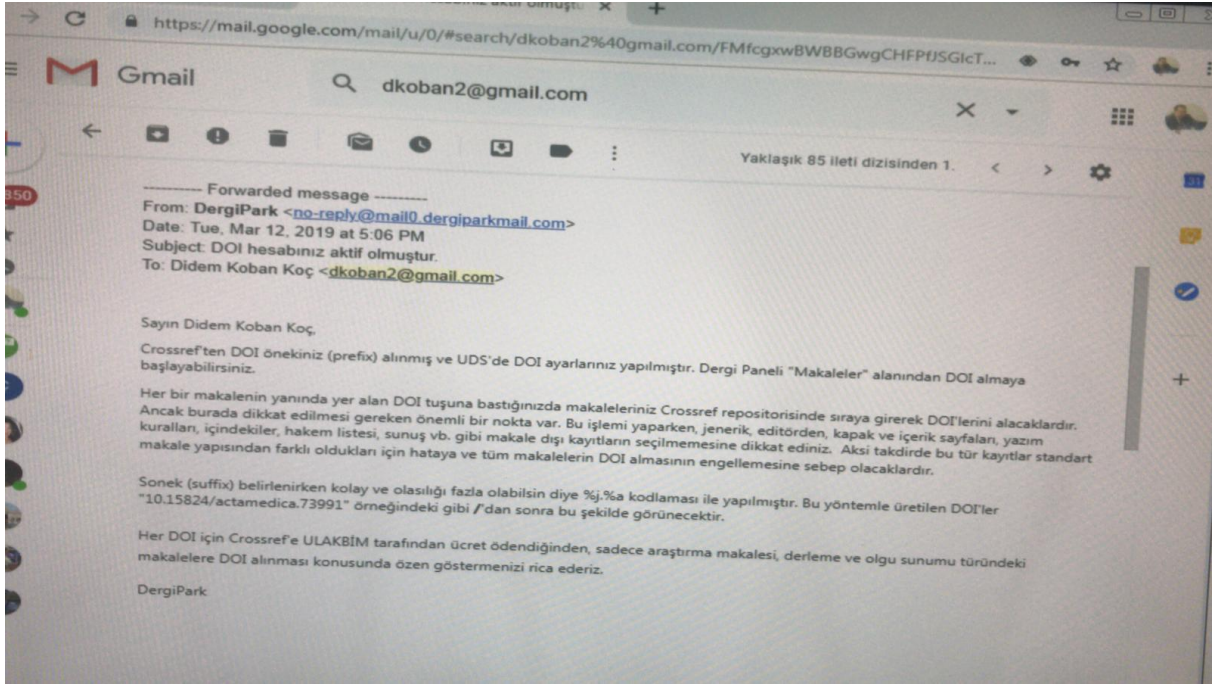 aktif olmuştu
https://mail.google.com/mail/u/0/#search/dkoban2%40gmail.com/FMfcgxwBWBBGwgCHFPfJSGIcT...
Gmail
dkoban2@gmail.com
Yaklaşık 85 ileti dizisinden 1.
350
31
---------- Forwarded message ---------
From: DergiPark <no-reply@mail0.dergiparkmail.com>
Date: Tue, Mar 12, 2019 at 5:06 PM
Subject: DOI hesabınız aktif olmuştur.
To: Didem Koban Koç <dkoban2@gmail.com>
Sayın Didem Koban Koç,
Crossref'ten DOI önekiniz (prefix) alınmış ve UDS'de DOI ayarlarınız yapılmıştır. Dergi Paneli "Makaleler" alanından DOI almaya
başlayabilirsiniz.
Her bir makalenin yanında yer alan DOI tuşuna bastığınızda makaleleriniz Crossref repositorisinde sıraya girerek DOI'lerini alacaklardır.
Ancak burada dikkat edilmesi gereken önemli bir nokta var. Bu işlemi yaparken, jenerik, editörden, kapak ve içerik sayfaları, yazım
kuralları, içindekiler, hakem listesi, sunuş vb. gibi makale dışı kayıtların seçilmemesine dikkat ediniz. Aksi takdirde bu tür kayıtlar standart
makale yapısından farklı oldukları için hataya ve tüm makalelerin DOI almasının engellemesine sebep olacaklardır.
Sonek (suffix) belirlenirken kolay ve olasılığı fazla olabilsin diye %j.%a kodlaması ile yapılmıştır. Bu yöntemle üretilen DOI'ler
"10.15824/actamedica.73991" örneğindeki gibi /'dan sonra bu şekilde görünecektir.
Her DOI için Crossref'e ULAKBİM tarafından ücret ödendiğinden, sadece araştırma makalesi, derleme ve olgu sunumu türündeki
makalelere DOI alınması konusunda özen göstermenizi rica ederiz.
DergiPark